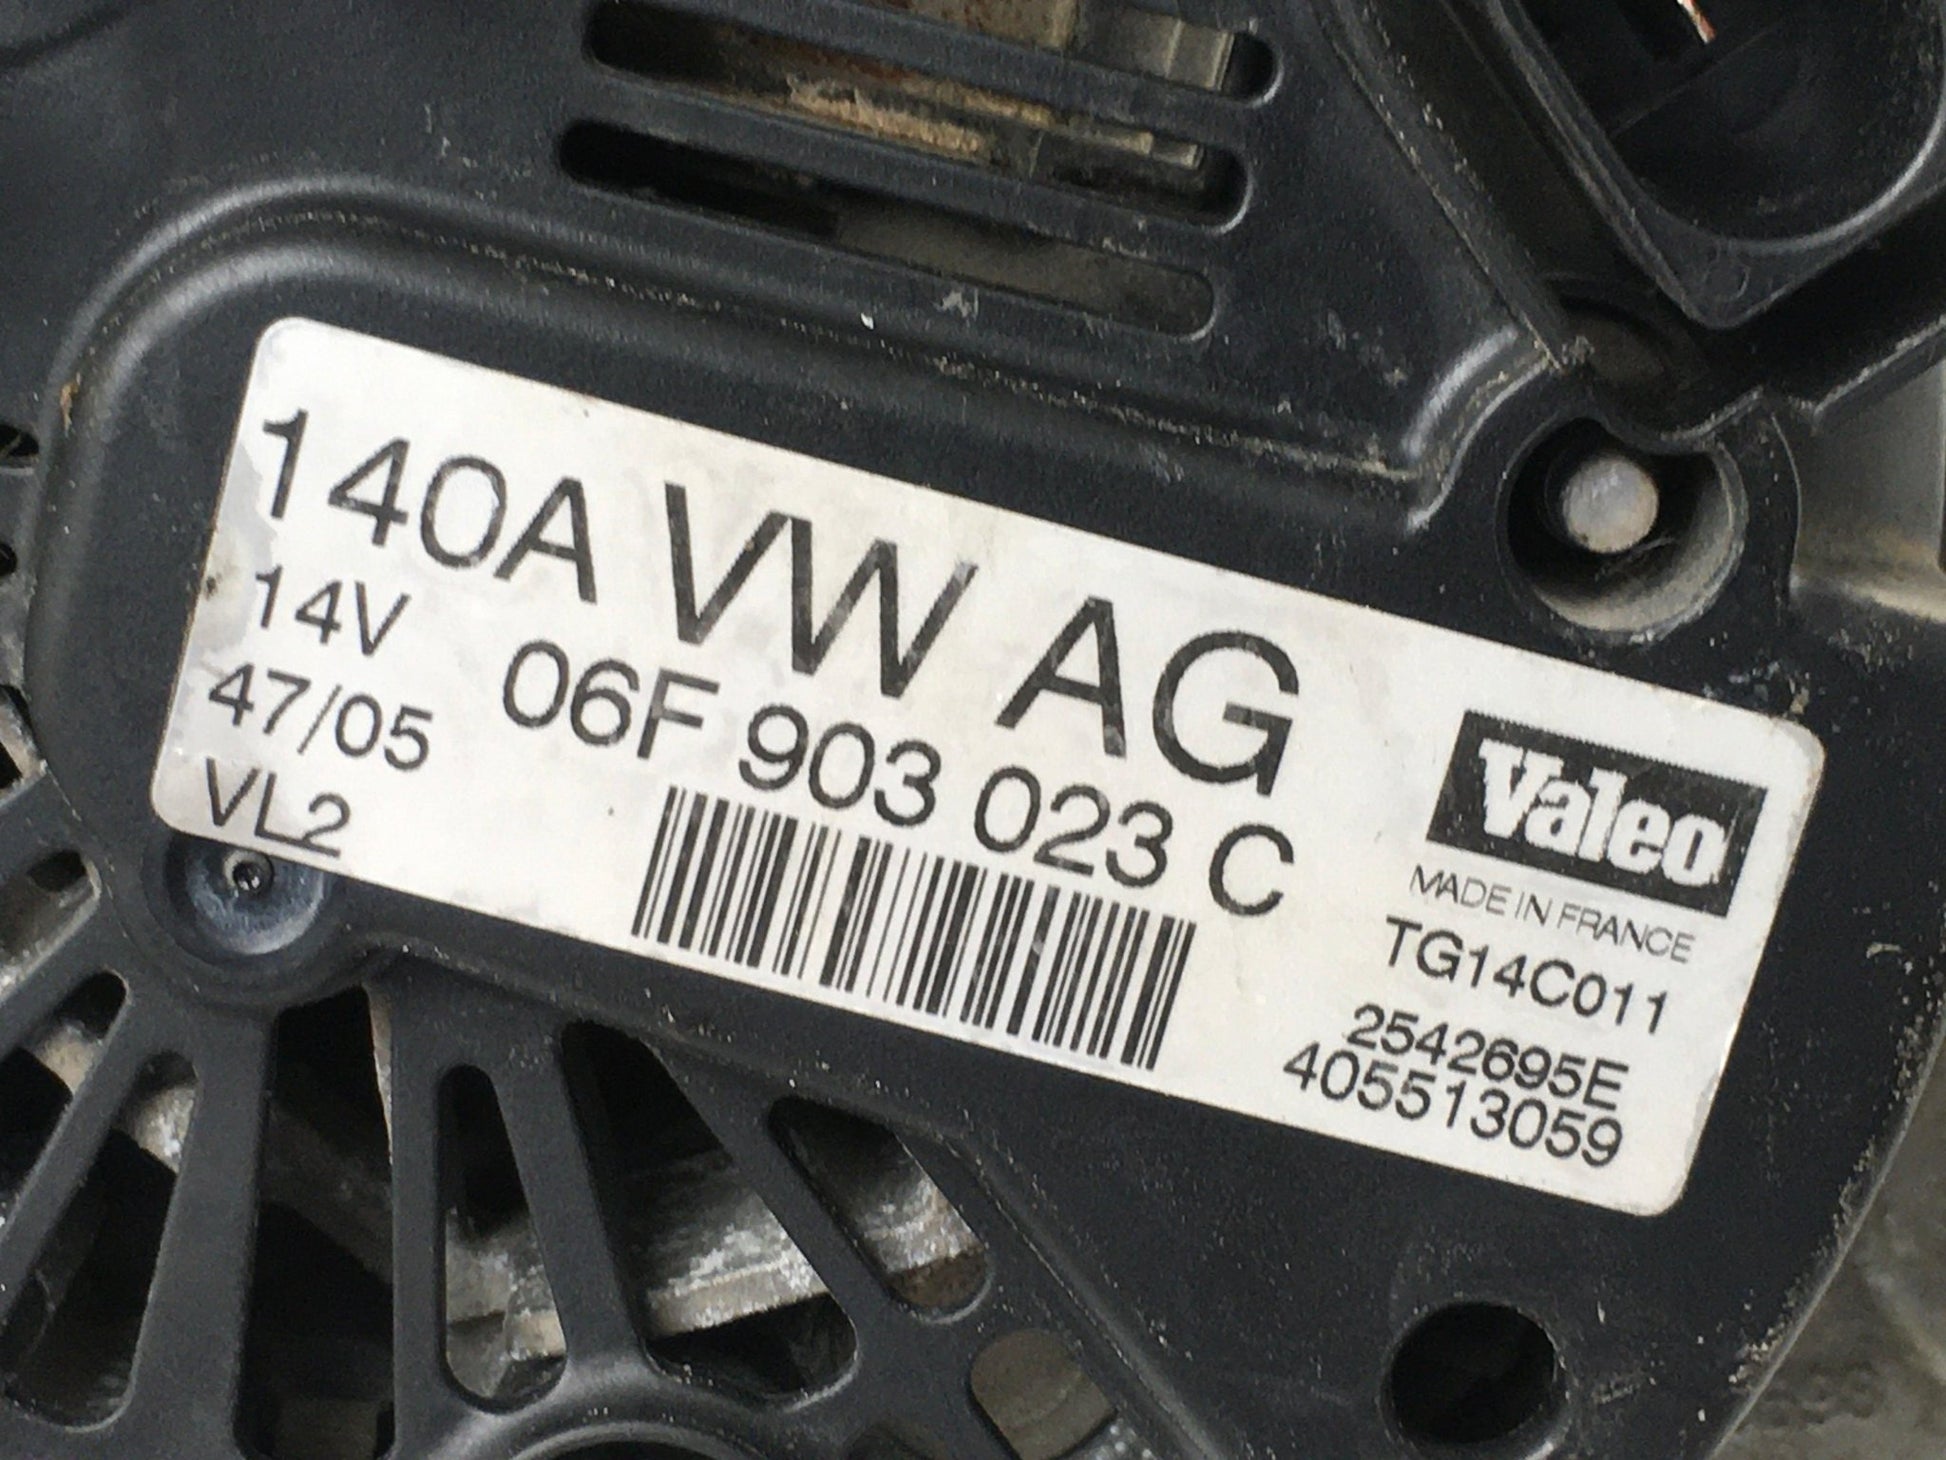 140A VW AG
14V
06F 903 023 C
47/05
VL2
Valeo
MADE IN FRANCE
TG14C011
2542695E
405513059